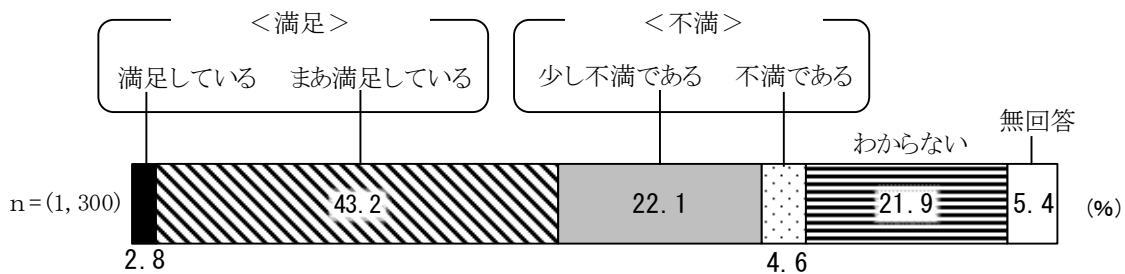 ＜満足＞ ＜不満＞
満足している まあ満足している 少し不満である 不満である
わからない 無回答
n=(1,300) 43.2 22.1 21.9 5.4 (%)
2.8 4.6